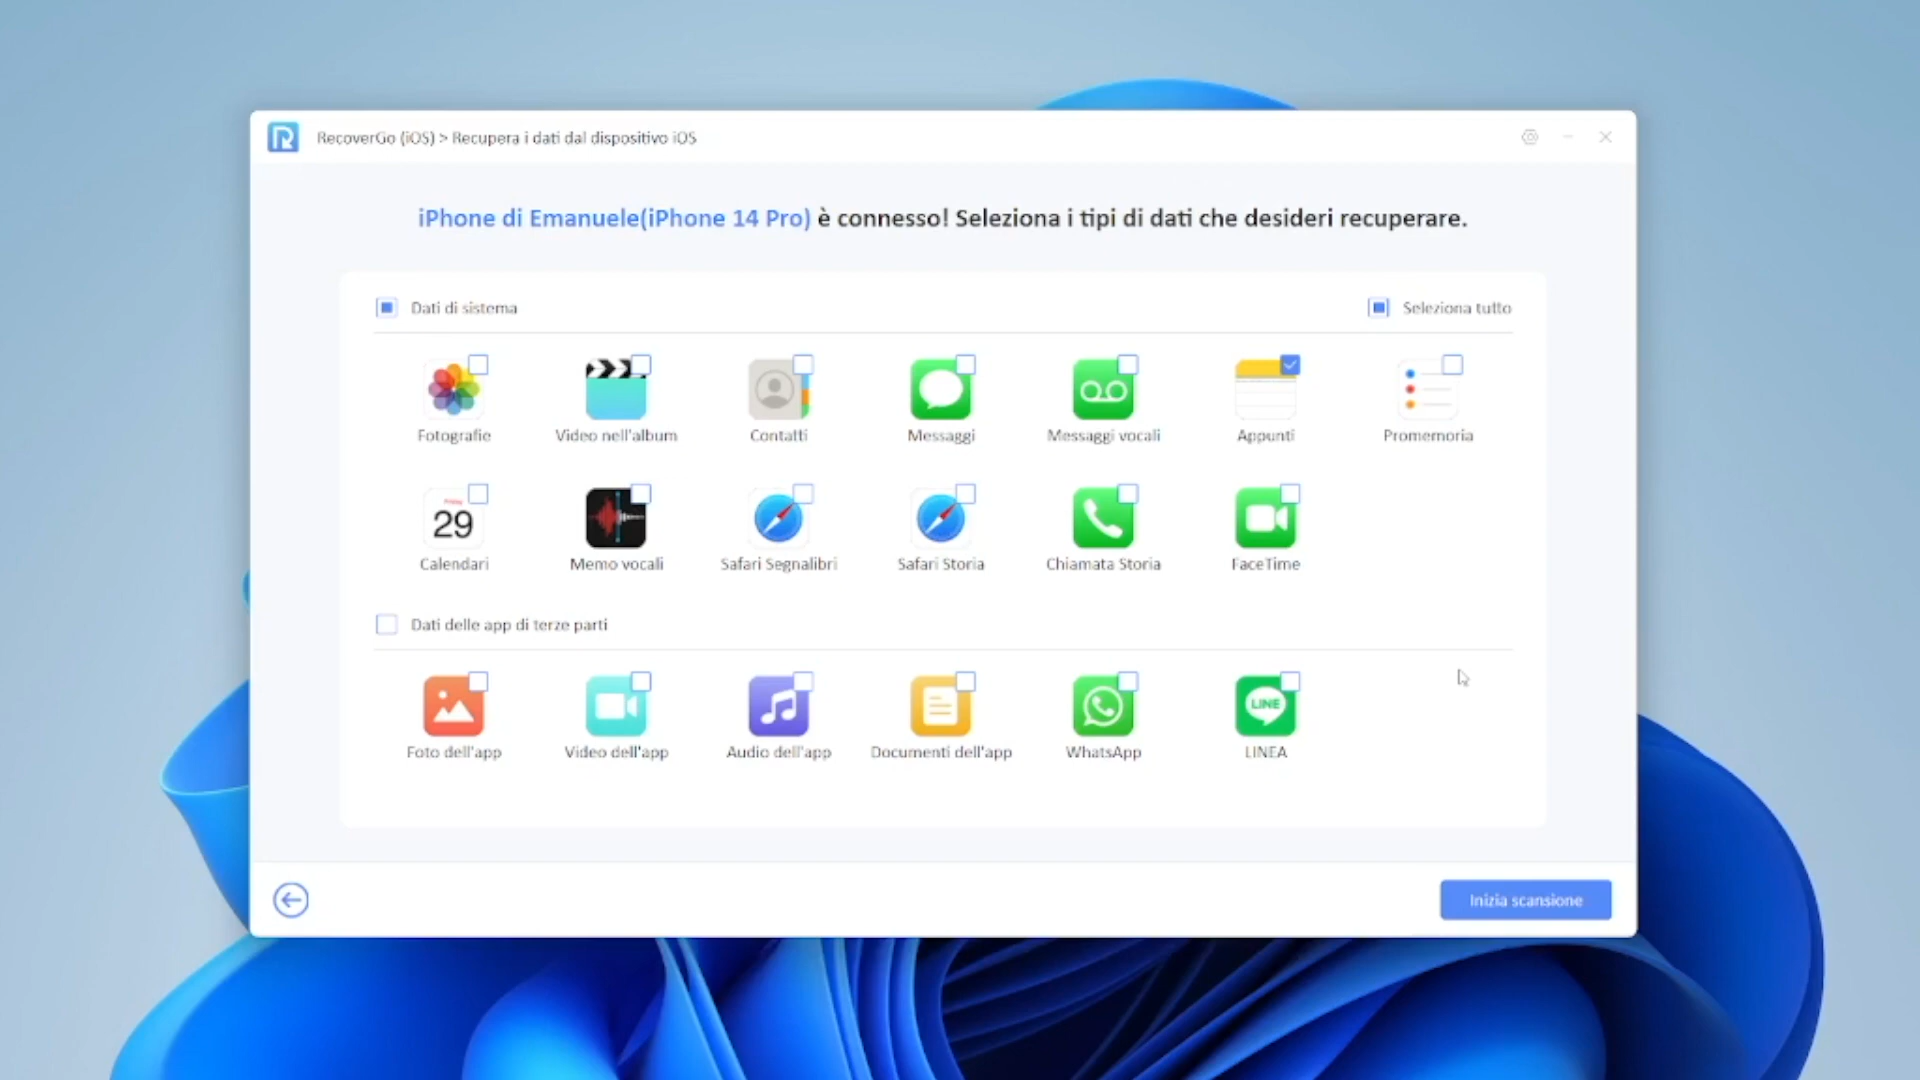 RecoverGo (iOS) > Recupera i dati dal dispositivo iOS
iPhone di Emanuele(iPhone 14 Pro) è connesso! Seleziona i tipi di dati che desideri recuperare.
Dati di sistema
Seleziona tutto
Fotografie
Video nell'album
Contatti
Messaggi
Messaggi vocali
Appunti
Promemoria
Friday
29
Calendari
Memo vocali
Safari Segnalibri
Safari Storia
Chiamata Storia
FaceTime
Dati delle app di terze parti
LINE
Foto dell'app
Video dell'app
Audio dell'app
Documenti dell'app
WhatsApp
LINEA
Inizia scansione